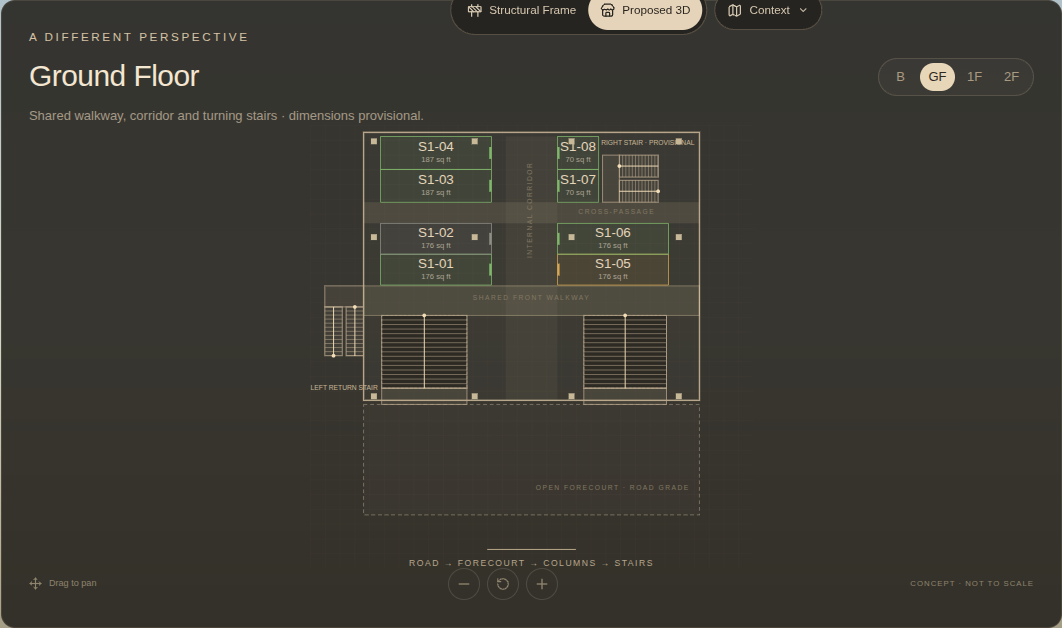 Structural Frame
Proposed 3D
Context
A DIFFERENT PERSPECTIVE
Ground Floor
B GF 1F 2F
Shared walkway, corridor and turning stairs · dimensions provisional.
S1-04
187 sq ft
S1-08
70 sq ft
RIGHT STAIR · PROVISIONAL
S1-03
187 sq ft
S1-07
70 sq ft
INTERNAL CORRIDOR
CROSS-PASSAGE
S1-02
176 sq ft
S1-06
176 sq ft
S1-01
176 sq ft
S1-05
176 sq ft
SHARED FRONT WALKWAY
LEFT RETURN STAIR
OPEN FORECOURT · ROAD GRADE
ROAD → FORECOURT → COLUMNS → STAIRS
Drag to pan
CONCEPT · NOT TO SCALE